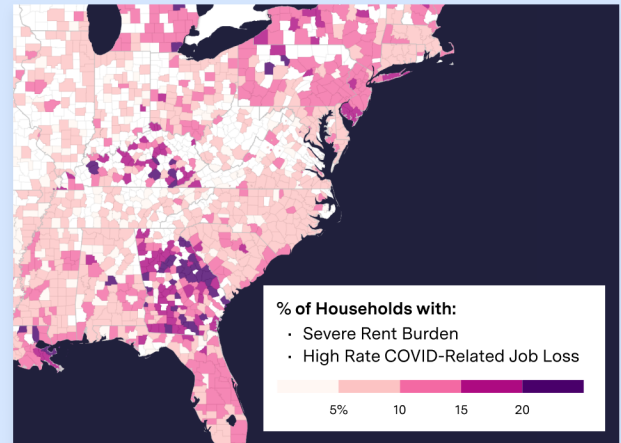 % of Households with:
· Severe Rent Burden
· High Rate COVID-Related Job Loss
5% 10 15 20